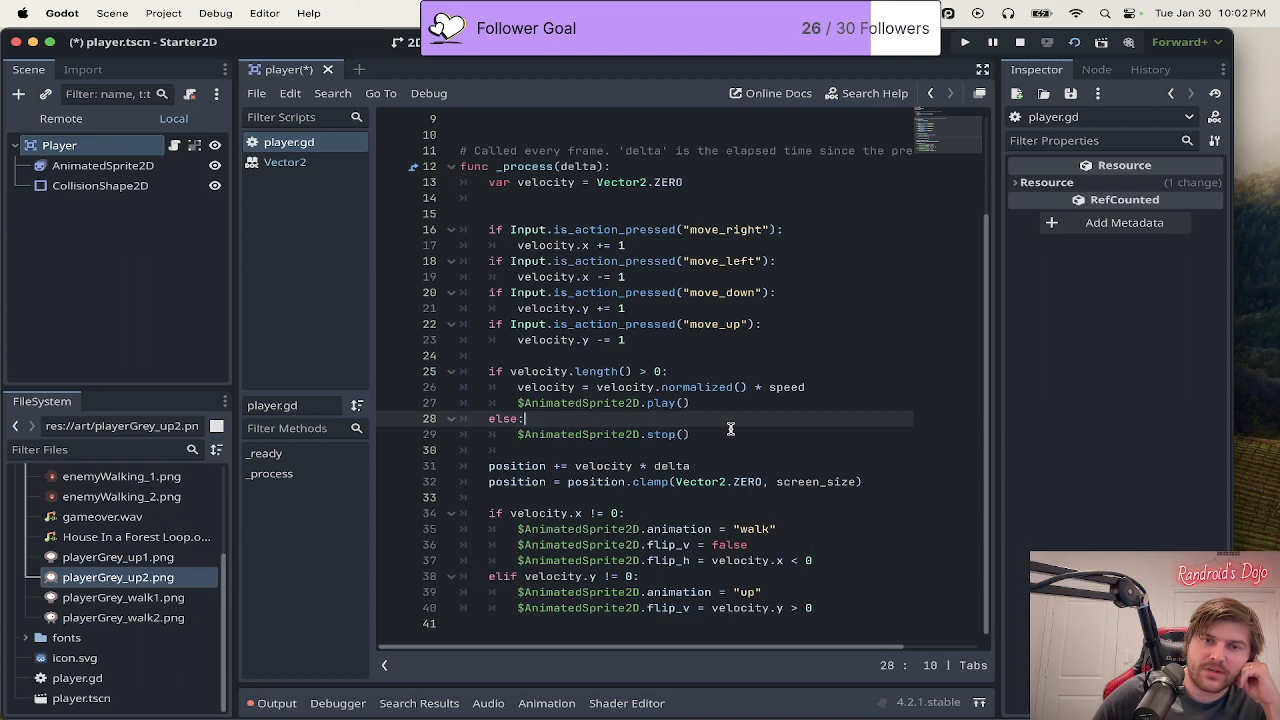 Follower Goal
26 / 30 Followers
Godot
Tue Jan 30 10:02 PM
(*) player.tscn - Starter2D
2D
Forward+
Scene
Import
player(*)
Inspector
Node
History
Filter: name, t:t
File
Edit
Search
Go To
Debug
Online Docs
Search Help
Remote
Local
Filter Scripts
player.gd
Filter Properties
Player
AnimatedSprite2D
CollisionShape2D
player.gd
Vector2
Resource
Resource
(1 change)
RefCounted
Add Metadata
9
10
11 # Called every frame. 'delta' is the elapsed time since the pre
12 func _process(delta):
13 var velocity = Vector2.ZERO
14
15
16 if Input.is_action_pressed("move_right"):
17 velocity.x += 1
18 if Input.is_action_pressed("move_left"):
19 velocity.x -= 1
20 if Input.is_action_pressed("move_down"):
21 velocity.y += 1
22 if Input.is_action_pressed("move_up"):
23 velocity.y -= 1
24
25 if velocity.length() > 0:
26 velocity = velocity.normalized() * speed
27 $AnimatedSprite2D.play()
28 else:
29 $AnimatedSprite2D.stop()
30
31 position += velocity * delta
32 position = position.clamp(Vector2.ZERO, screen_size)
33
34 if velocity.x != 0:
35 $AnimatedSprite2D.animation = "walk"
36 $AnimatedSprite2D.flip_v = false
37 $AnimatedSprite2D.flip_h = velocity.x < 0
38 elif velocity.y != 0:
39 $AnimatedSprite2D.animation = "up"
40 $AnimatedSprite2D.flip_v = velocity.y > 0
41
player.gd
Filter Methods
_ready
_process
FileSystem
res://art/playerGrey_up2.pn
Filter Files
enemyWalking_1.png
enemyWalking_2.png
gameover.wav
House In a Forest Loop.o...
playerGrey_up1.png
playerGrey_up2.png
playerGrey_walk1.png
playerGrey_walk2.png
fonts
icon.svg
player.gd
player.tscn
28 : 10 | Tabs
Output
Debugger
Search Results
Audio
Animation
Shader Editor
4.2.1.stable
Randroid's Dojo